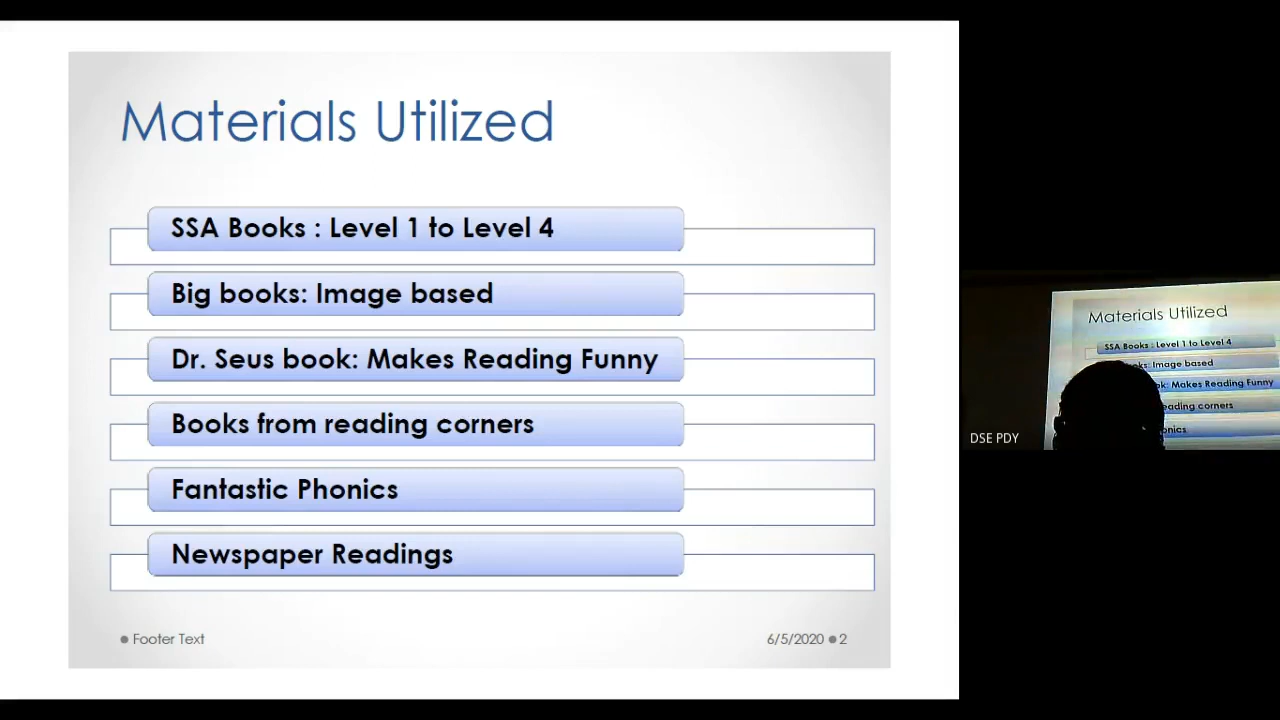 Materials Utilized
SSA Books : Level 1 to Level 4
Big books: Image based
Dr. Seus book: Makes Reading Funny
Books from reading corners
Fantastic Phonics
Newspaper Readings
Footer Text
6/5/2020 2
Materials Utilized
SSA Books : Level 1 to Level 4
Image based
Makes Reading Funny
corners
DSE PDY